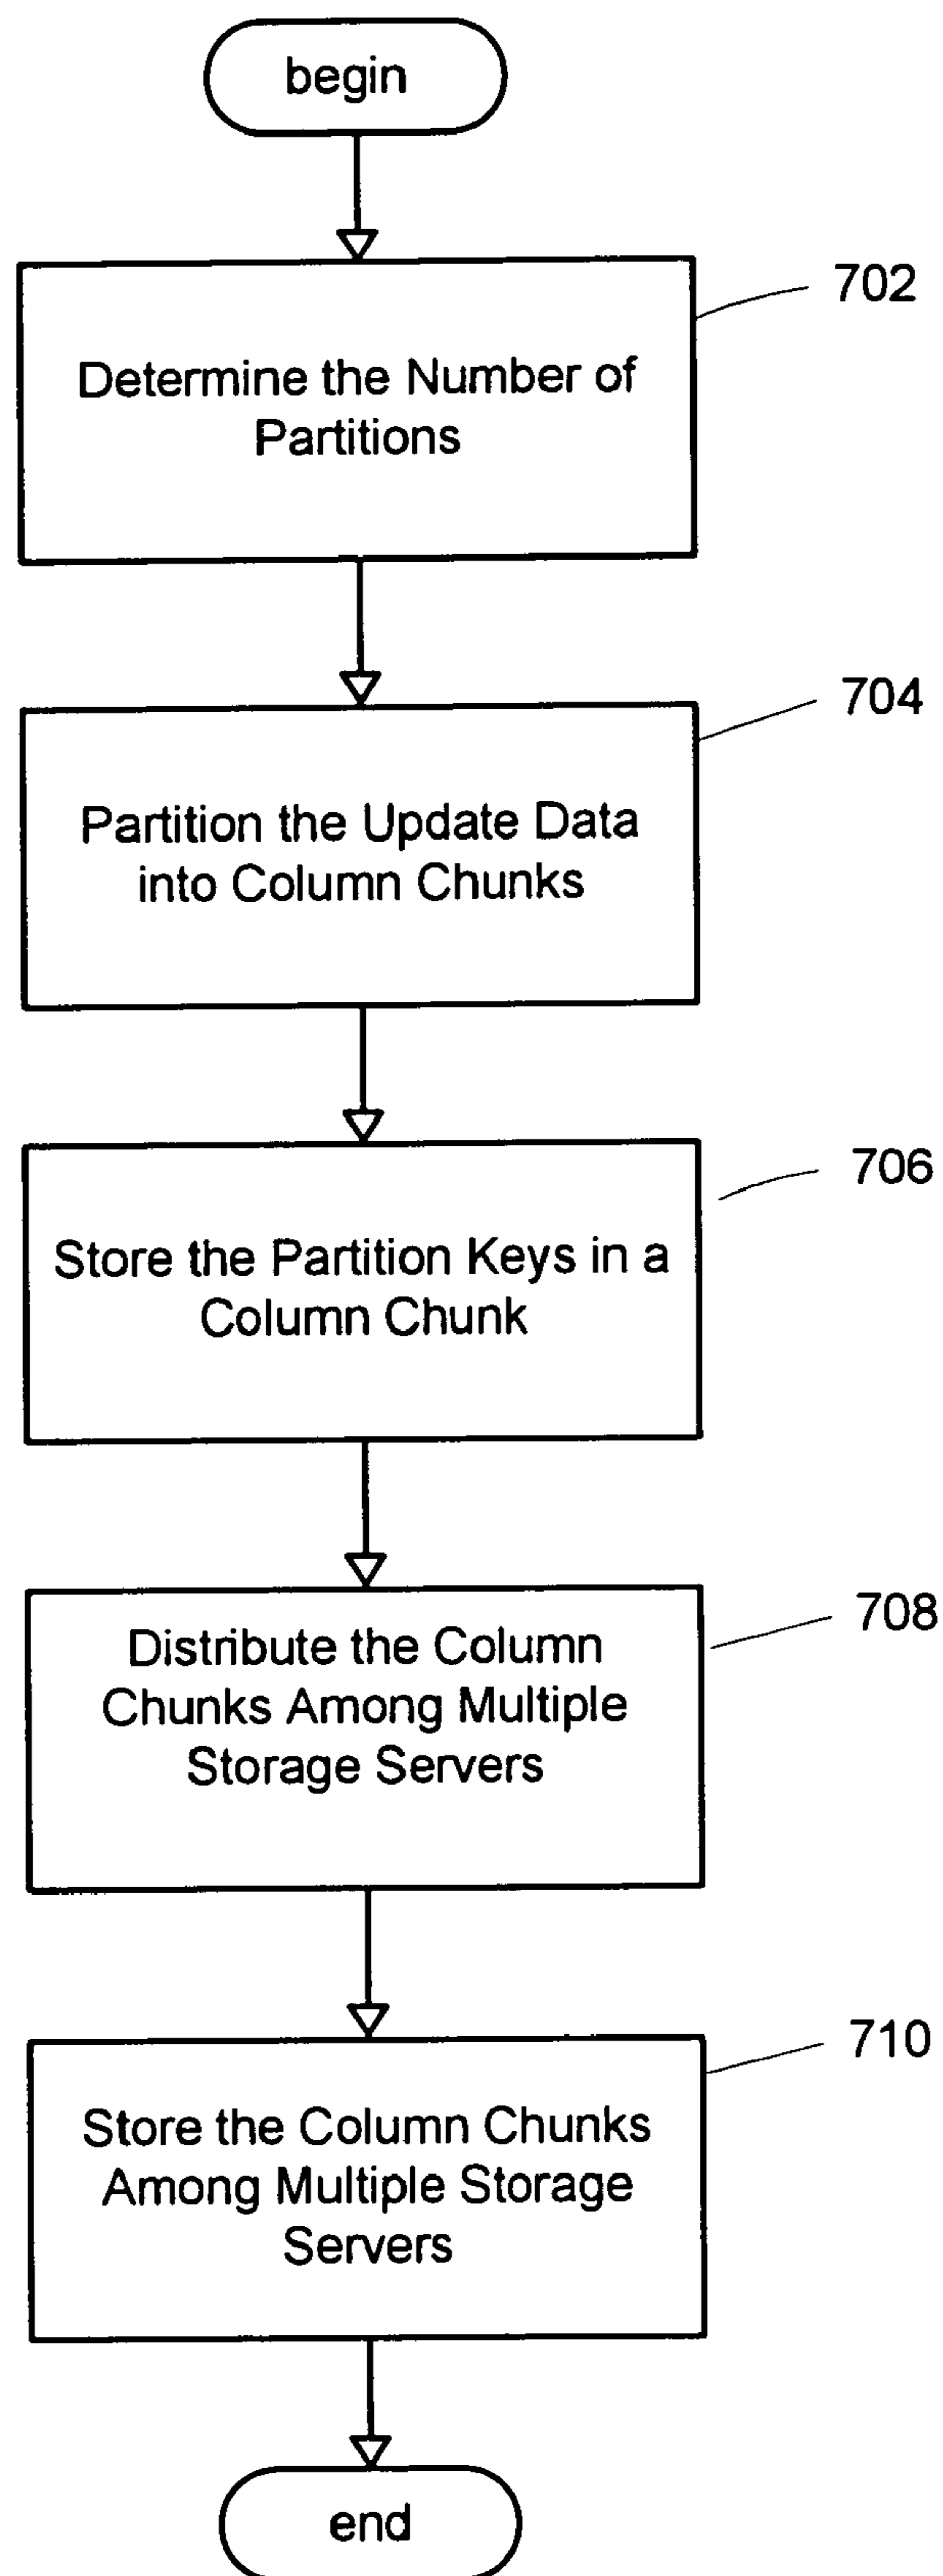 begin
702
Determine the Number of
Partitions
704
Partition the Update Data
into Column Chunks
706
Store the Partition Keys in a
Column Chunk
708
Distribute the Column
Chunks Among Multiple
Storage Servers
710
Store the Column Chunks
Among Multiple Storage
Servers
end